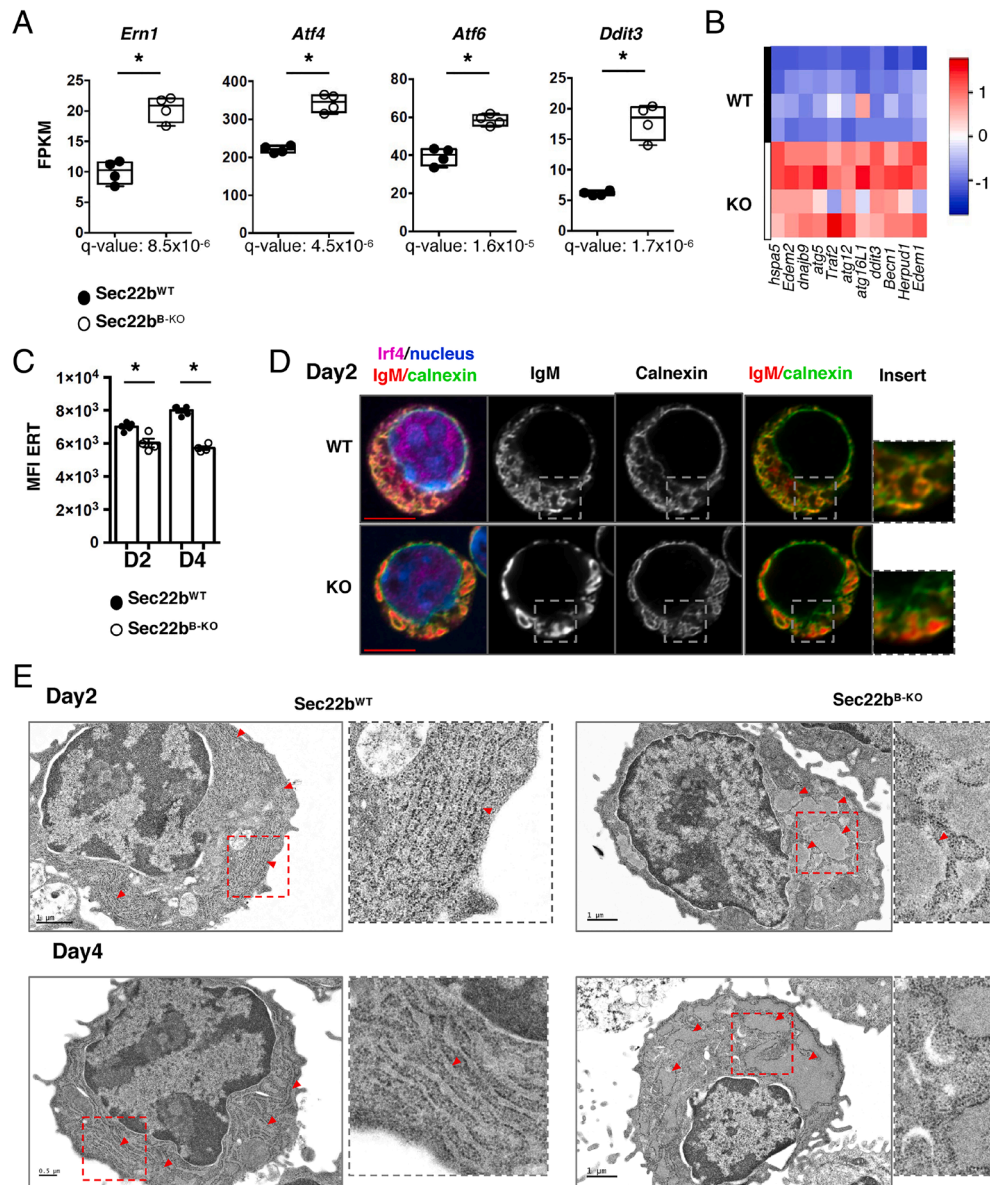 A
Ern1
Atf4
Atf6
Ddit3
*
*
*
*
FPKM
25
20
15
10
5
0
400
300
200
100
0
80
60
40
20
0
25
20
15
10
5
0
q-value: 8.5x10-6
q-value: 4.5x10-6
q-value: 1.6x10-5
q-value: 1.7x10-6
Sec22bWT
Sec22bB-KO
B
WT
KO
1
0
-1
hspa5
Edem2
dnajb9
atg5
Traf2
atg12
atg16L1
ddit3
Becn1
Herpud1
Edem1
C
*
*
MFI ERT
1×10⁴
8×10³
6×10³
4×10³
2×10³
0
D2
D4
Sec22bWT
Sec22bB-KO
D
Day2
Irf4/nucleus
IgM/calnexin
IgM
Calnexin
IgM/calnexin
Insert
WT
KO
E
Day2
Sec22bWT
Sec22bB-KO
1 µm
1 µm
Day4
0.5 µm
1 µm